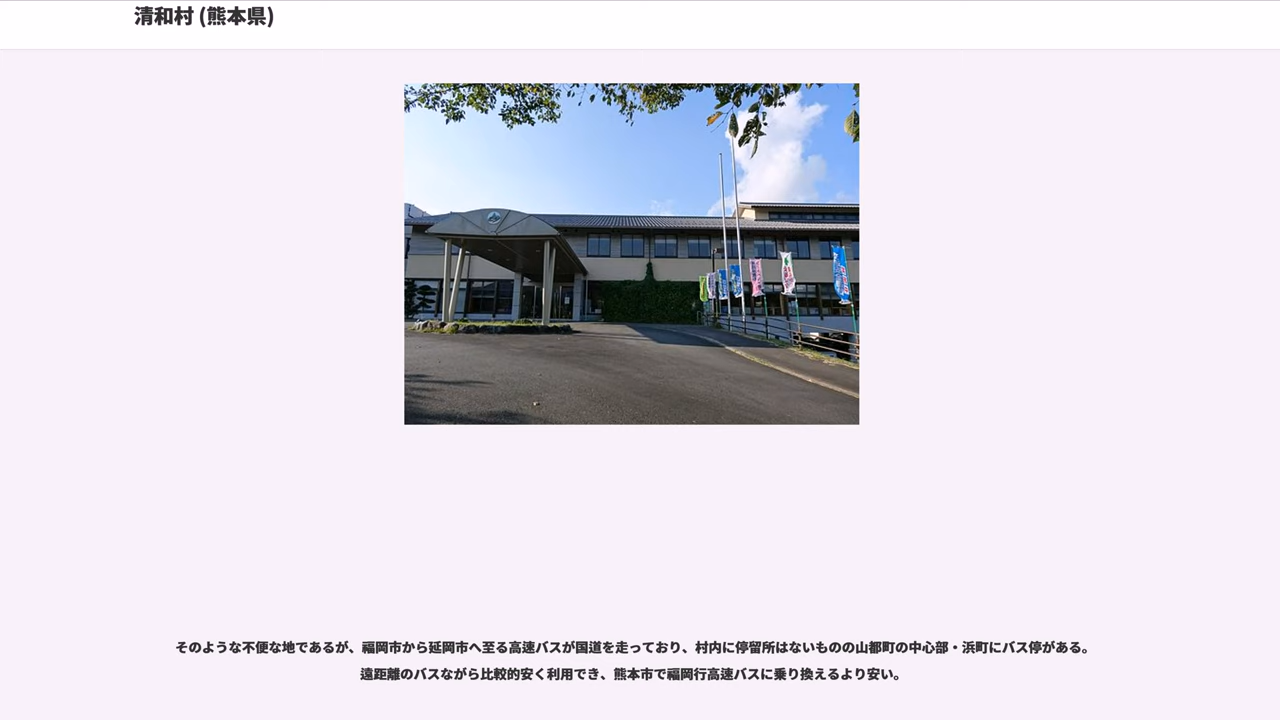 清和村 (熊本県)
そのような不便な地であるが、福岡市から延岡市へ至る高速バスが国道を走っており、村内に停留所はないものの山都町の中心部・浜町にバス停がある。
遠距離のバスながら比較的安く利用でき、熊本市で福岡行高速バスに乗り換えるより安い。